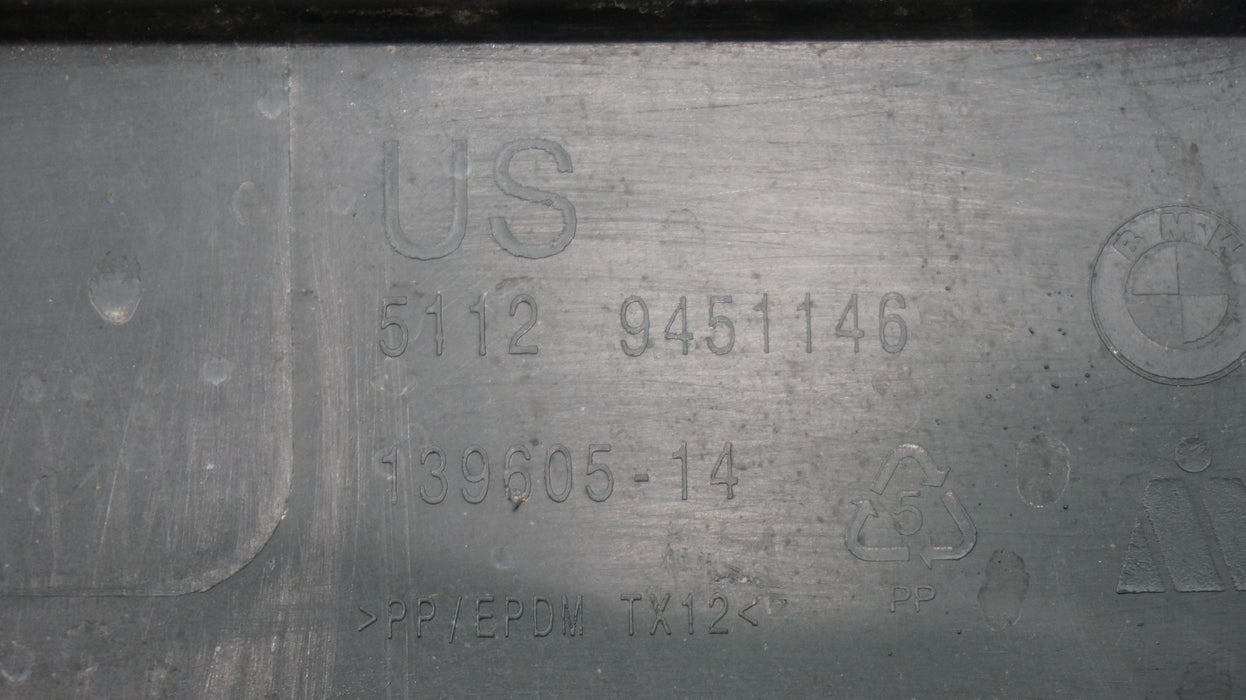 US
BMW
5112 9451146
139605-14
5
PP
>PP/EPDM TX12<